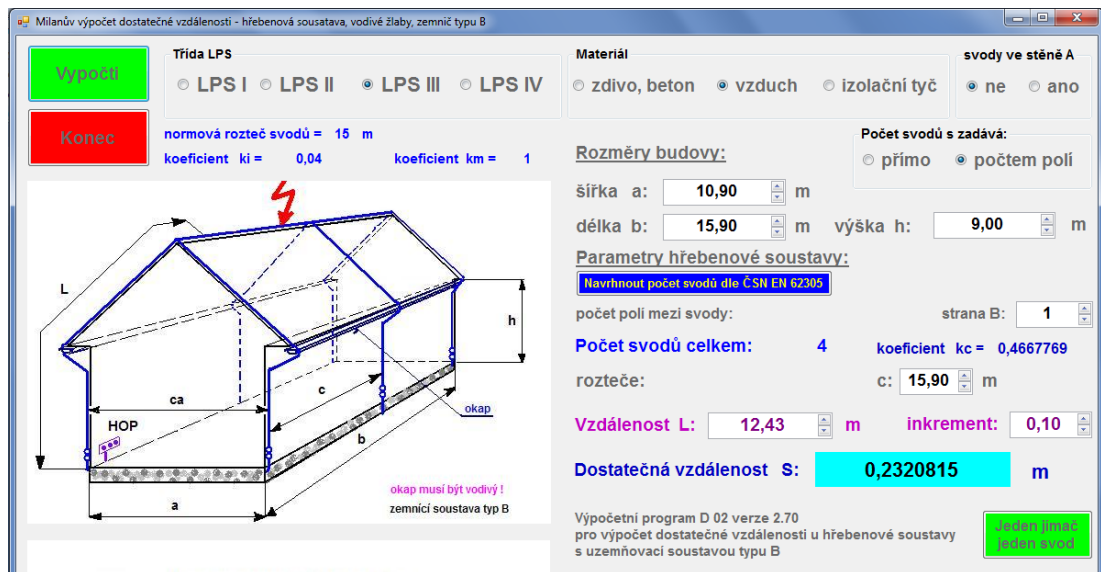 Milanův výpočet dostatečné vzdálenosti - hřebenová sousatava, vodivé žlaby, zemnič typu B
Vypočti
Konec
Třída LPS
LPS I LPS II LPS III LPS IV
normová rozteč svodů = 15 m
koeficient ki = 0,04 koeficient km = 1
Materiál
zdivo, beton vzduch izolační tyč
svody ve stěně A
ne ano
Počet svodů s zadává:
přímo počtem polí
Rozměry budovy:
šířka a: 10,90 m
délka b: 15,90 m výška h: 9,00 m
Parametry hřebenové soustavy:
Navrhnout počet svodů dle ČSN EN 62305
počet polí mezi svody: strana B: 1
Počet svodů celkem: 4 koeficient kc = 0,4667769
rozteče: c: 15,90 m
Vzdálenost L: 12,43 m inkrement: 0,10
Dostatečná vzdálenost S: 0,2320815 m
Výpočetní program D 02 verze 2.70
pro výpočet dostatečné vzdálenosti u hřebenové soustavy
s uzemňovací soustavou typu B
Jeden jímač
jeden svod
L
h
ca
c
HOP
okap
b
a
okap musí být vodivý !
zemnící soustava typ B